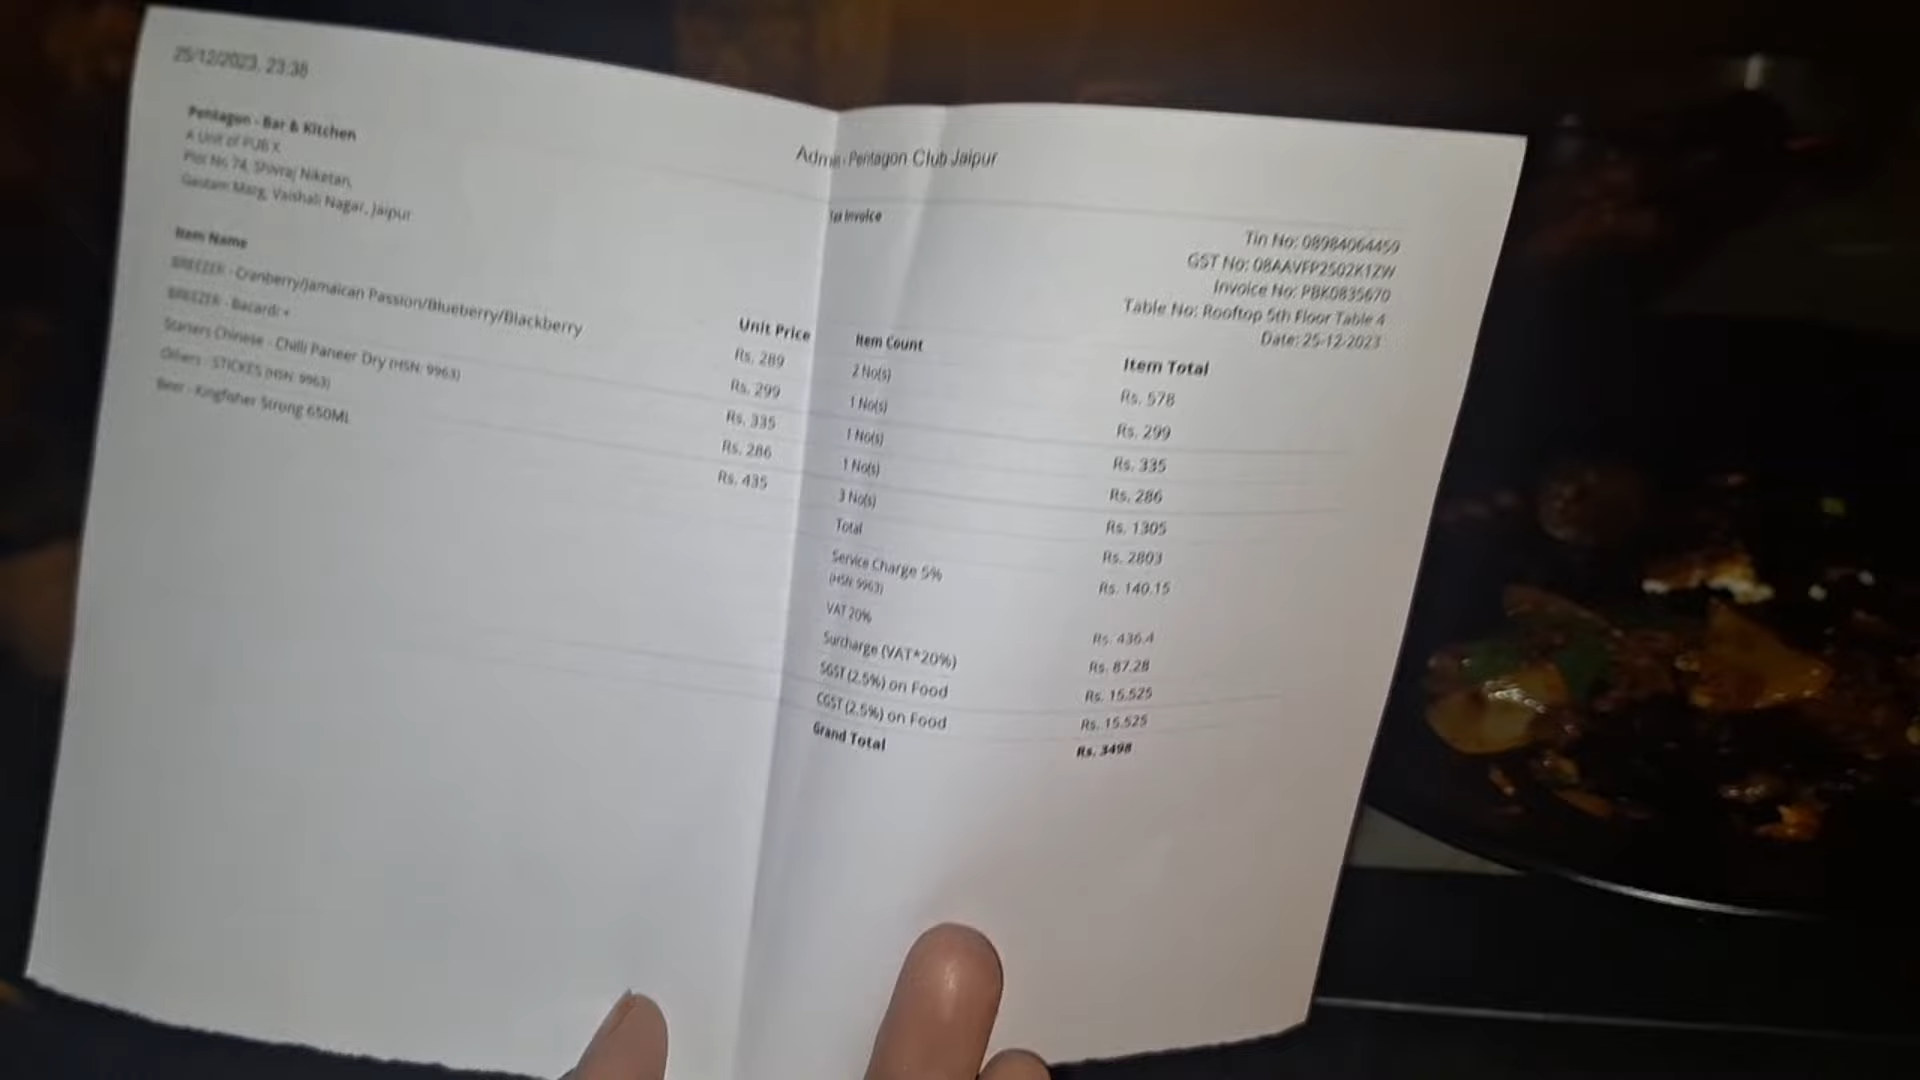 25/12/2023, 23:38
Admin - Pentagon Club Jaipur
Pentagon - Bar & Kitchen
A Unit of PUB X
Plot No 74, Shivraj Niketan,
Gautam Marg, Vaishali Nagar, Jaipur
Tax Invoice
Tin No: 08984064459
GST No: 08AAVFP2502K1ZW
Invoice No: PBK0835670
Table No: Rooftop 5th Floor Table 4
Date: 25-12-2023
Item Name Unit Price Item Count Item Total
BREEZER - Cranberry/Jamaican Passion/Blueberry/Blackberry Rs. 289 2 No(s) Rs. 578
BREEZER - Bacardi + Rs. 299 1 No(s) Rs. 299
Starters Chinese - Chilli Paneer Dry (HSN: 9963) Rs. 335 1 No(s) Rs. 335
Others - STICKES (HSN: 9963) Rs. 286 1 No(s) Rs. 286
Beer - Kingfisher Strong 650ML Rs. 435 3 No(s) Rs. 1305
Total Rs. 2803
Service Charge 5% Rs. 140.15
(HSN: 9963)
VAT 20% Rs. 436.4
Surcharge (VAT*20%) Rs. 87.28
SGST (2.5%) on Food Rs. 15.525
CGST (2.5%) on Food Rs. 15.525
Grand Total Rs. 3498